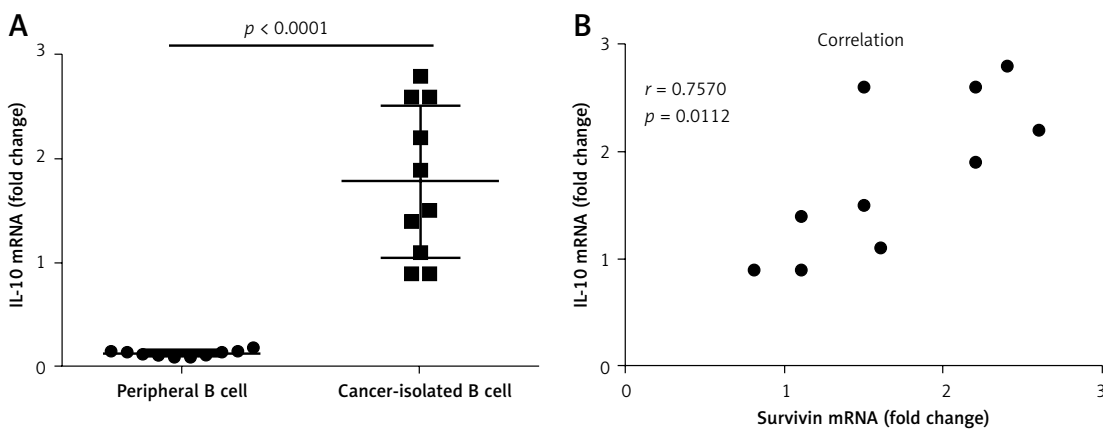 A
p < 0.0001
3
2
1
0
IL-10 mRNA (fold change)
Peripheral B cell
Cancer-isolated B cell
B
Correlation
r = 0.7570
p = 0.0112
3
2
1
0
IL-10 mRNA (fold change)
0
1
2
3
Survivin mRNA (fold change)